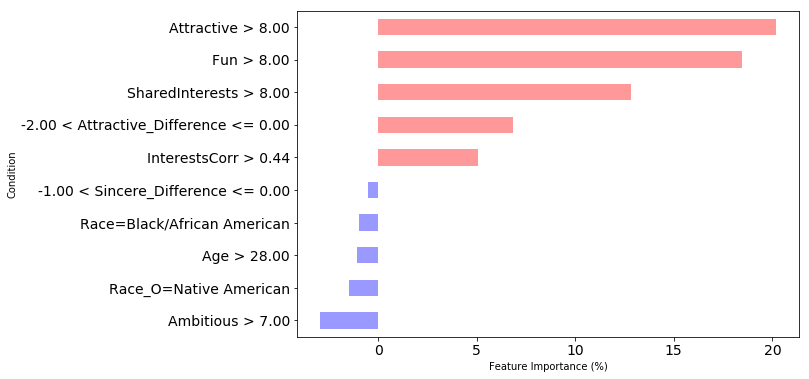 Attractive > 8.00
Fun > 8.00
SharedInterests > 8.00
-2.00 < Attractive_Difference <= 0.00
InterestsCorr > 0.44
-1.00 < Sincere_Difference <= 0.00
Race=Black/African American
Age > 28.00
Race_O=Native American
Ambitious > 7.00
Condition
0 5 10 15 20
Feature Importance (%)